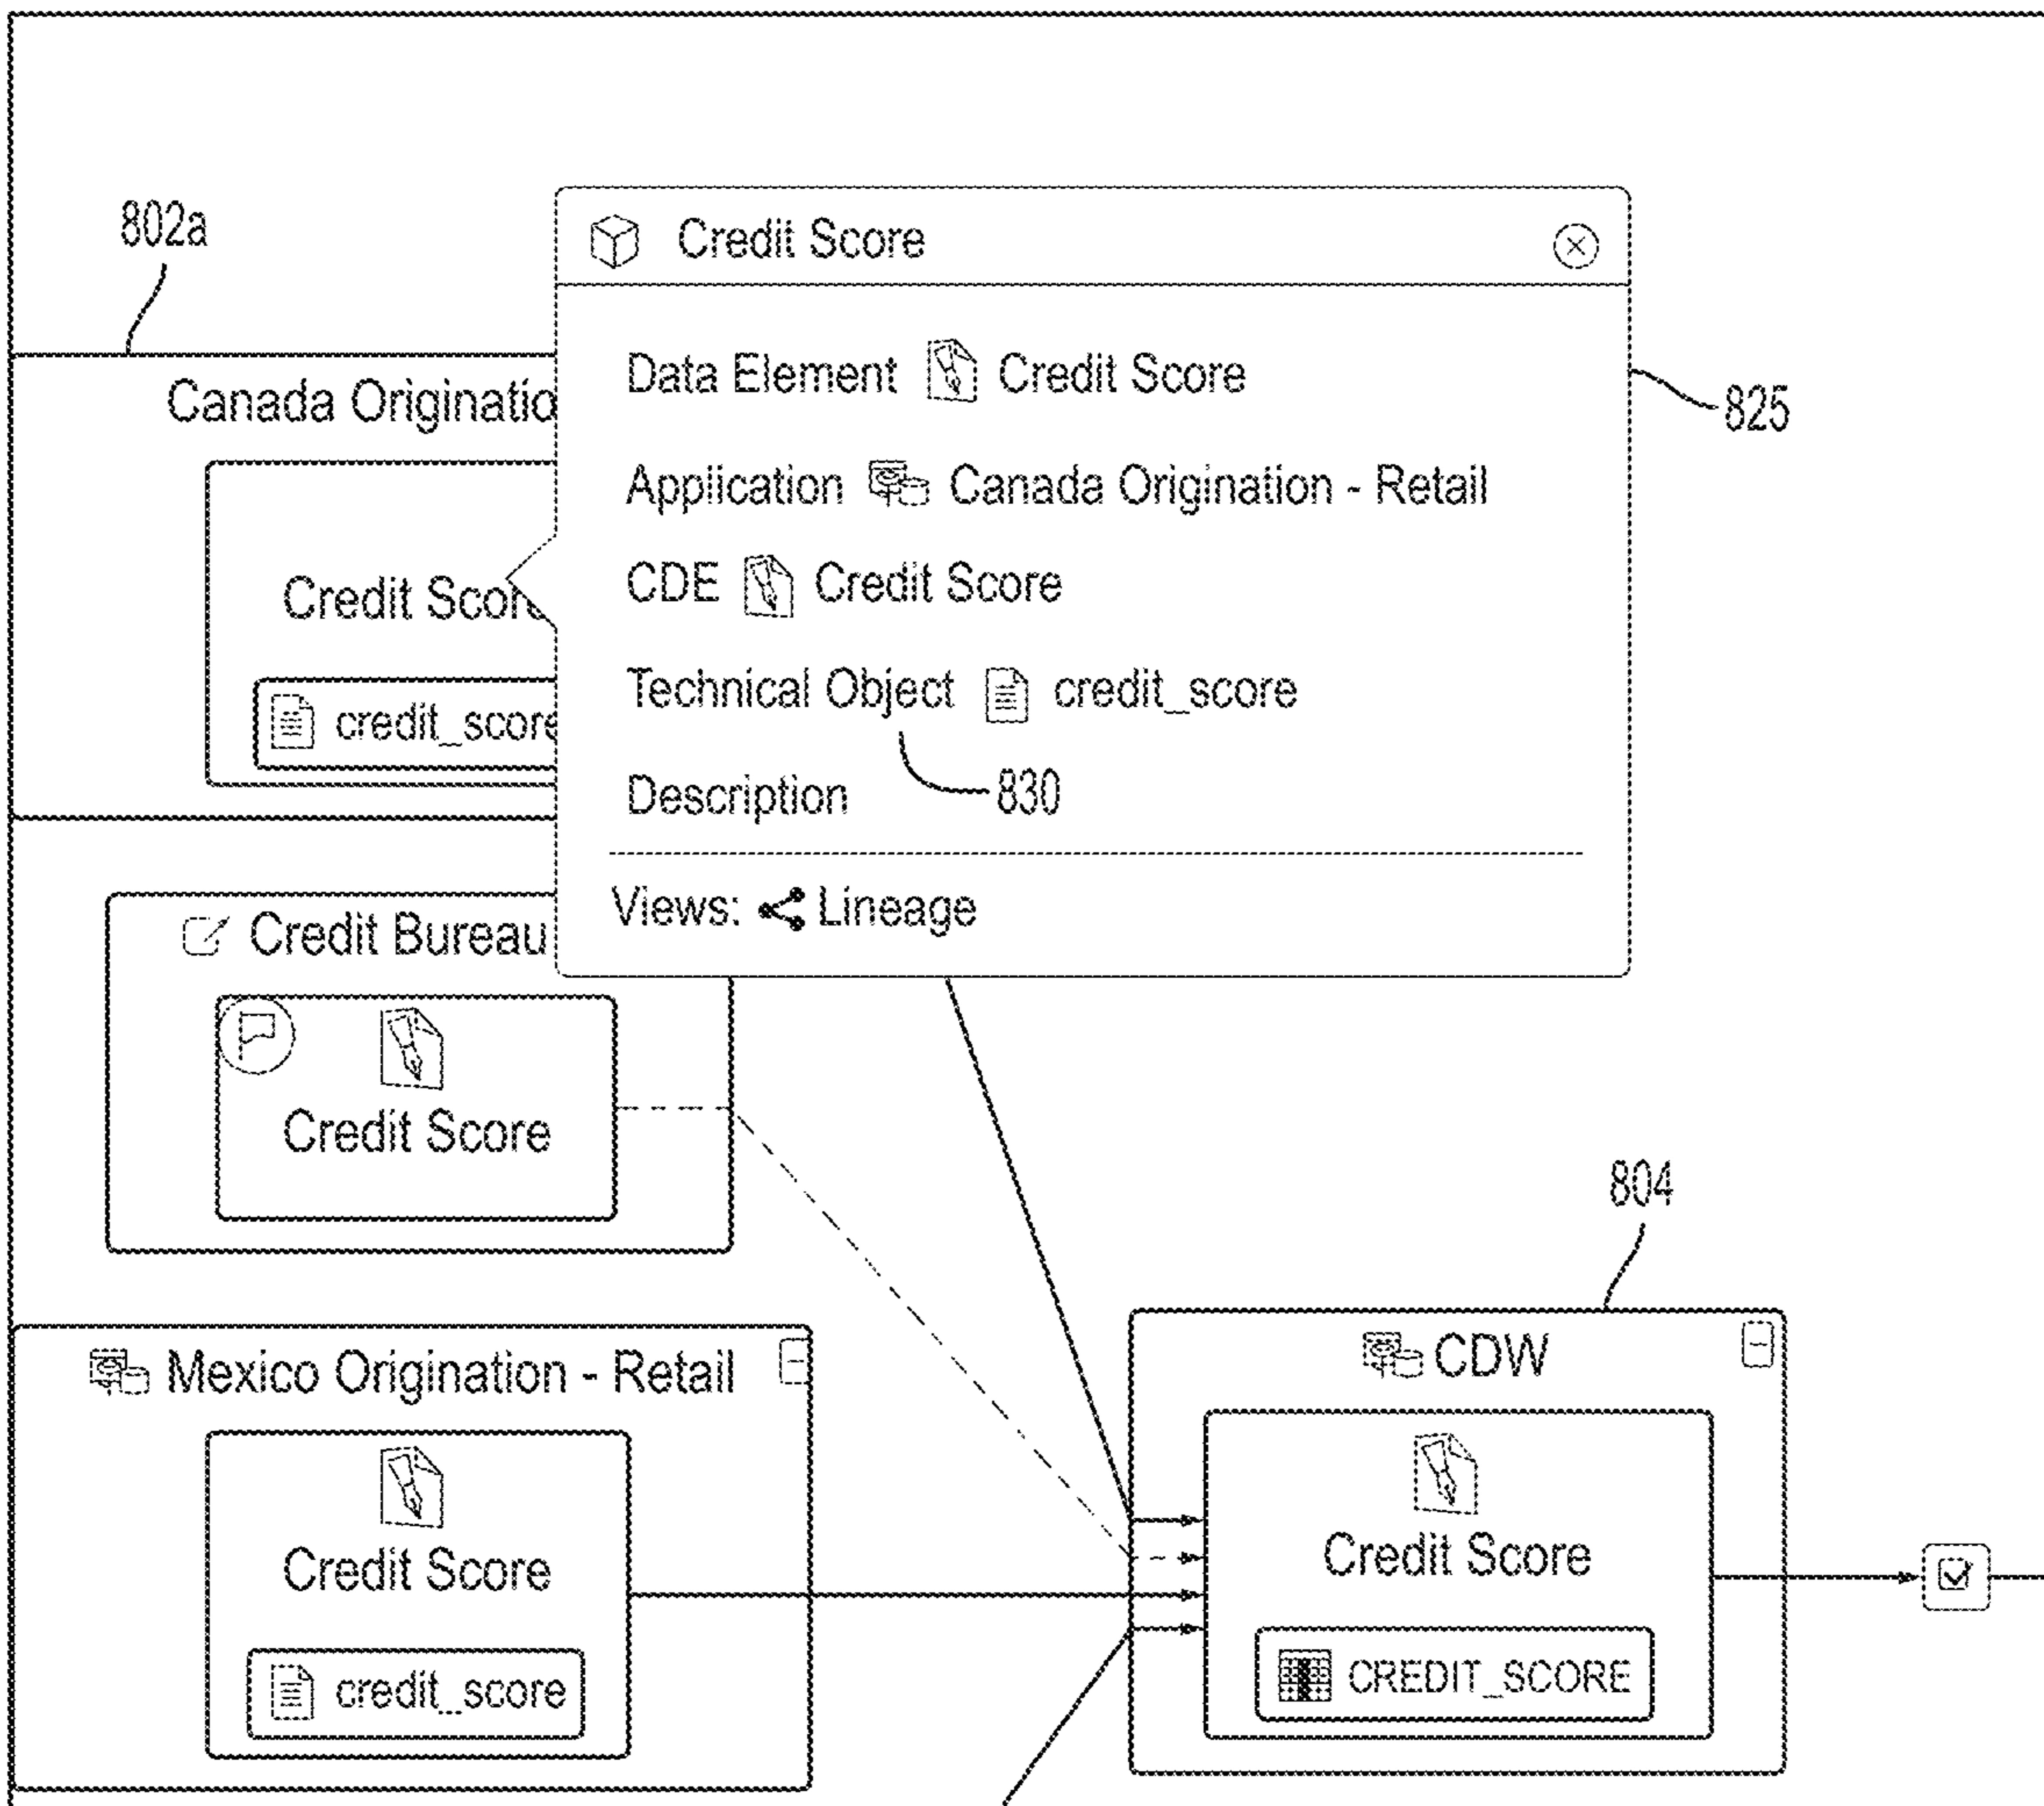 802a
Credit Score
Data Element Credit Score
825
Canada Originatio
Application Canada Origination - Retail
CDE Credit Score
Credit Score
Technical Object credit_score
credit_score
830
Description
Views: Lineage
Credit Bureau
Credit Score
804
Mexico Origination - Retail
CDW
Credit Score
Credit Score
credit_score
CREDIT_SCORE